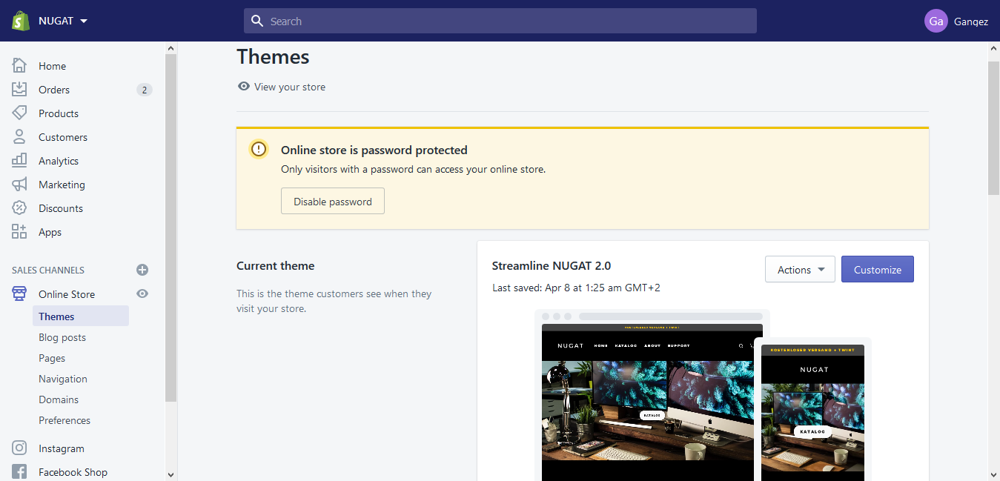 NUGAT
Search
Ga
Gangez
Home
Orders
2
Products
Customers
Analytics
Marketing
Discounts
Apps
SALES CHANNELS
Online Store
Themes
Blog posts
Pages
Navigation
Domains
Preferences
Instagram
Facebook Shop
Themes
View your store
Online store is password protected
Only visitors with a password can access your online store.
Disable password
Current theme
This is the theme customers see when they
visit your store.
Streamline NUGAT 2.0
Last saved: Apr 8 at 1:25 am GMT+2
Actions
Customize
KOSTENLOSER VERSAND + TWINT
NUGAT HOME KATALOG ABOUT SUPPORT
KATALOG
KOSTENLOSER VERSAND + TWINT
NUGAT
KATALOG